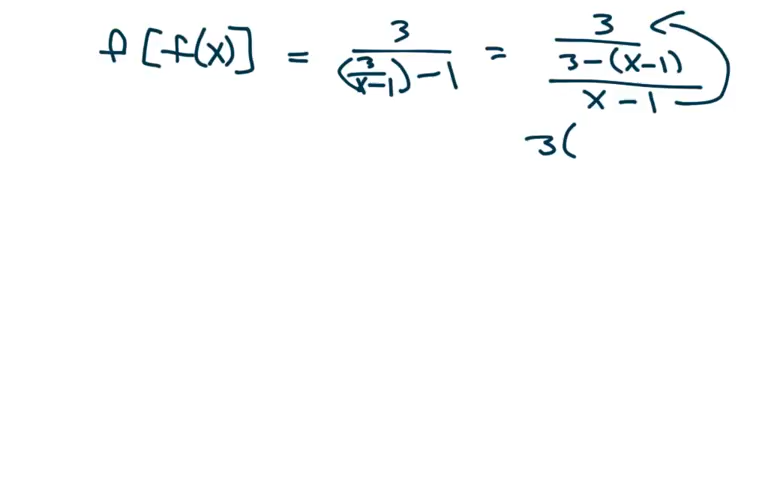 f [f(x)] = 3/((3/(x-1))-1) = 3/((3-(x-1))/(x-1))
3(